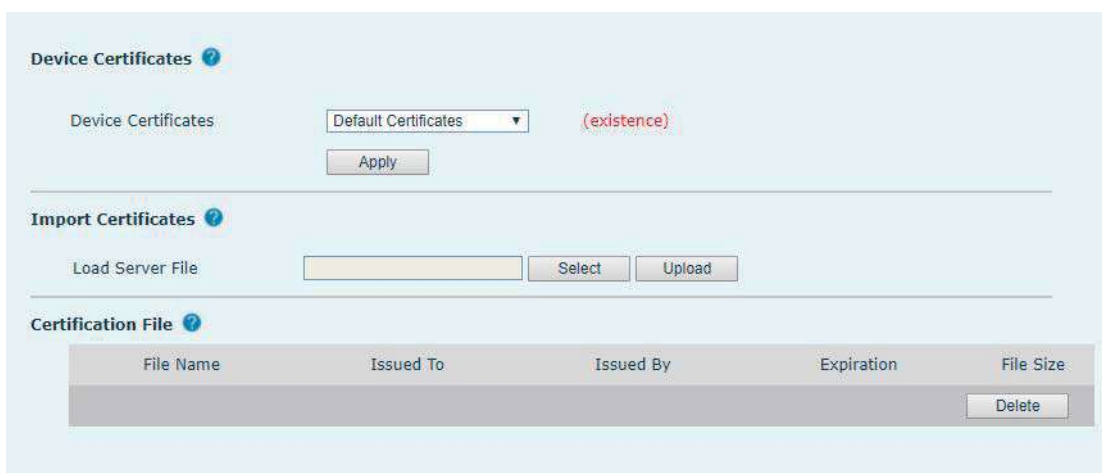 Device Certificates ?
Device Certificates Default Certificates (existence)
Apply
Import Certificates ?
Load Server File Select Upload
Certification File ?
File Name Issued To Issued By Expiration File Size
Delete